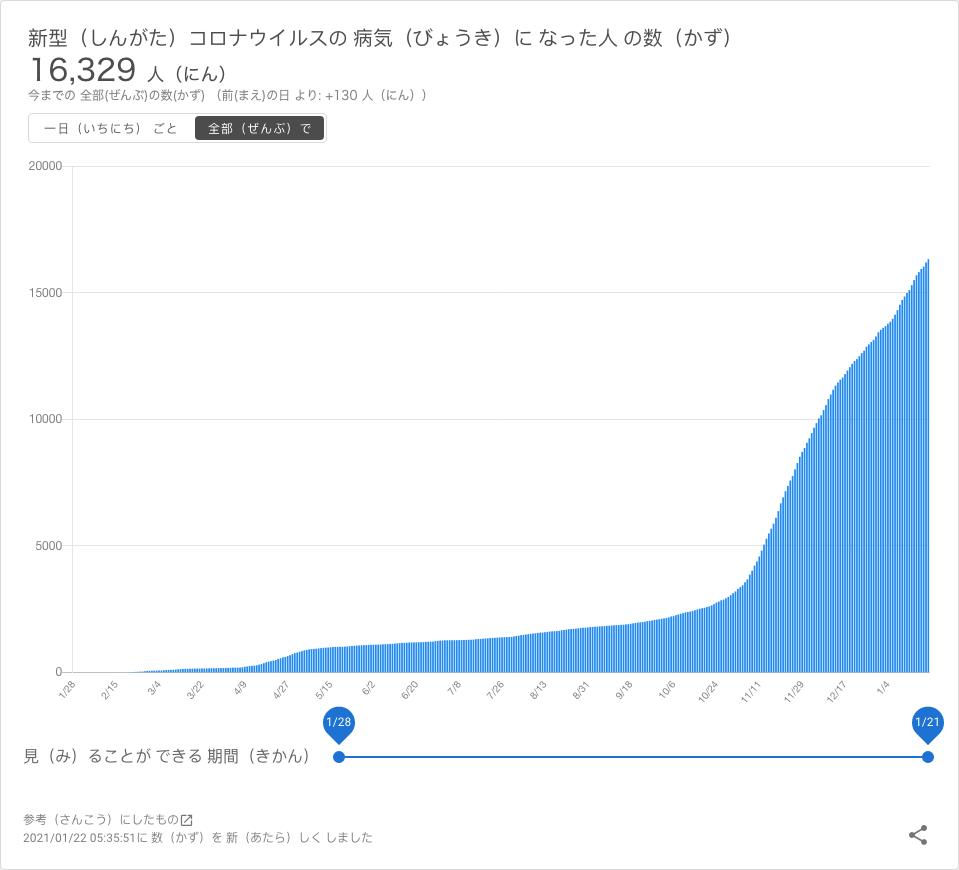 新型（しんがた）コロナウイルスの 病気（びょうき）に なった人 の数（かず）
16,329 人（にん）
今までの 全部(ぜんぶ)の数(かず) （前(まえ)の日 より: +130 人（にん））
一日（いちにち） ごと 全部（ぜんぶ）で
20000
15000
10000
5000
0
1/28 2/15 3/4 3/22 4/9 4/27 5/15 6/2 6/20 7/8 7/26 8/13 8/31 9/18 10/6 10/24 11/11 11/29 12/17 1/4
1/28 1/21
見（み）ることが できる 期間（きかん）
参考（さんこう）にしたもの
2021/01/22 05:35:51に 数（かず）を 新（あたら）しく しました